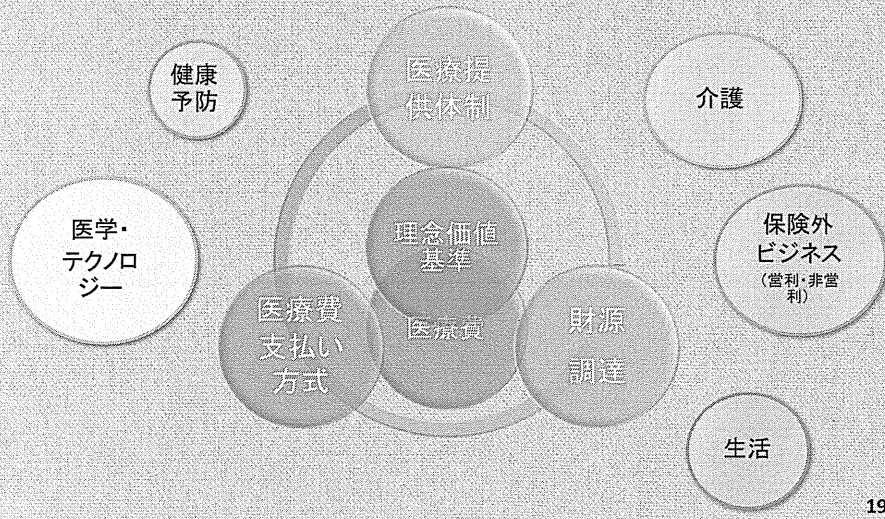 健康
予防
医療提
供体制
介護
医学・
テクノロ
ジー
理念価値
基準
保険外
ビジネス
(営利・非営
利)
医療費
支払い
方式
医療費
財源
調達
生活
19